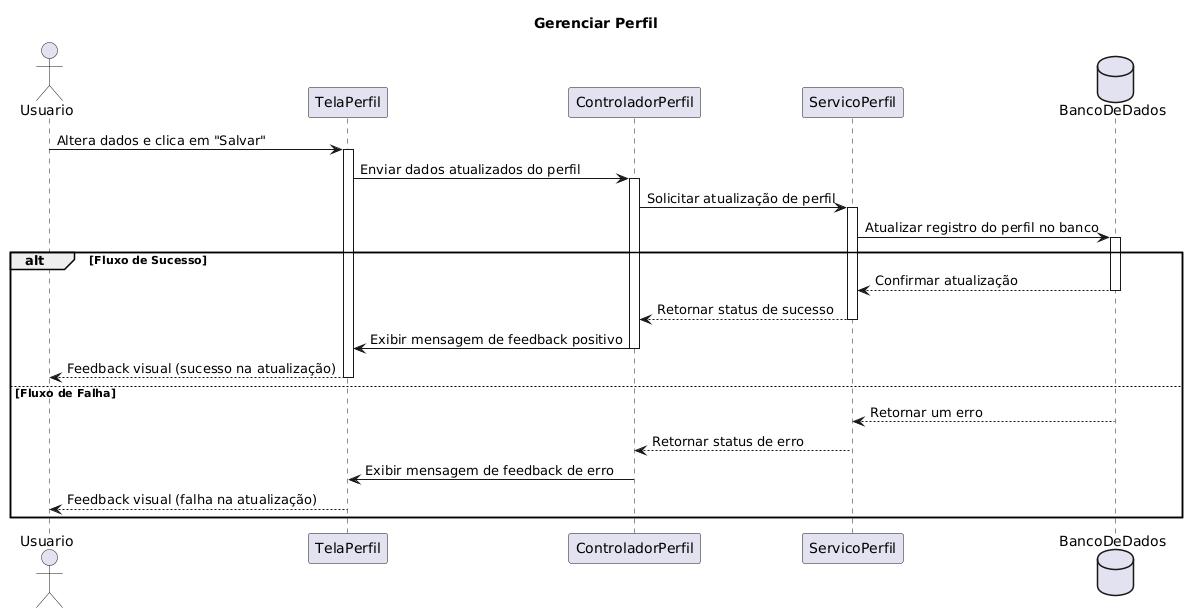 Gerenciar Perfil
Usuario
TelaPerfil
ControladorPerfil
ServicoPerfil
BancoDeDados
Altera dados e clica em "Salvar"
Enviar dados atualizados do perfil
Solicitar atualização de perfil
Atualizar registro do perfil no banco
alt
[Fluxo de Sucesso]
Confirmar atualização
Retornar status de sucesso
Exibir mensagem de feedback positivo
Feedback visual (sucesso na atualização)
[Fluxo de Falha]
Retornar um erro
Retornar status de erro
Exibir mensagem de feedback de erro
Feedback visual (falha na atualização)
Usuario
TelaPerfil
ControladorPerfil
ServicoPerfil
BancoDeDados